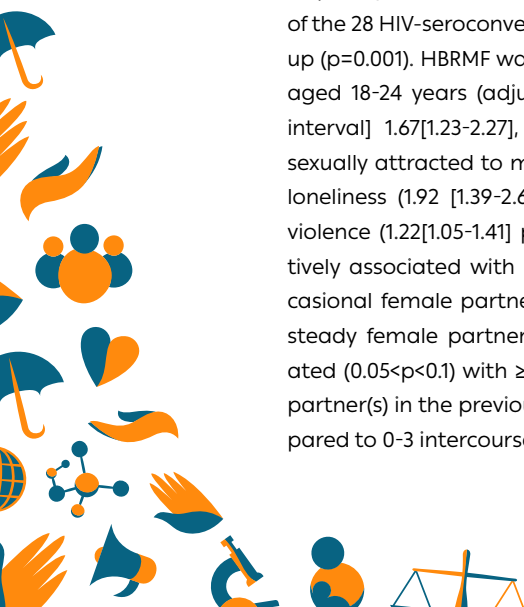 of the 28 HIV-seroconve
up (p=0.001). HBRMF wa
aged 18-24 years (adju
interval] 1.67[1.23-2.27],
sexually attracted to m
loneliness (1.92 [1.39-2.6
violence (1.22[1.05-1.41] p
tively associated with
casional female partne
steady female partner
ated (0.05<p<0.1) with ≥
partner(s) in the previou
pared to 0-3 intercourse